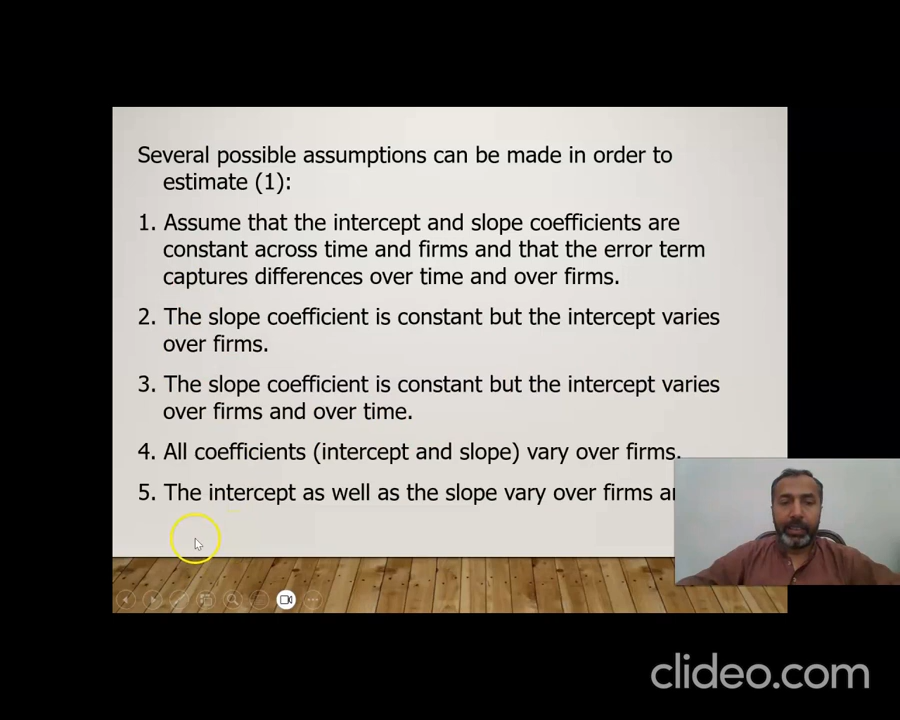 Several possible assumptions can be made in order to
estimate (1):
1. Assume that the intercept and slope coefficients are
constant across time and firms and that the error term
captures differences over time and over firms.
2. The slope coefficient is constant but the intercept varies
over firms.
3. The slope coefficient is constant but the intercept varies
over firms and over time.
4. All coefficients (intercept and slope) vary over firms.
5. The intercept as well as the slope vary over firms
clideo.com